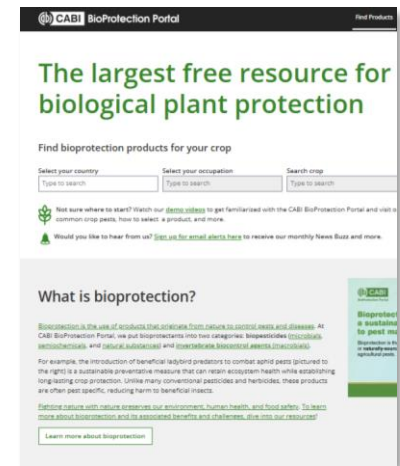 CABI BioProtection Portal
Find Products
The largest free resource for
biological plant protection
Find bioprotection products for your crop
Select your country
Select your occupation
Search crop
Type to search
Type to search
Type to search
Not sure where to start? Watch our demo videos to get familiarized with the CABI BioProtection Portal and visit o
common crop pests, how to select a product, and more.
Would you like to hear from us? Sign up for email alerts here to receive our monthly News Buzz and more.
What is bioprotection?
Bioprotection is the use of products that originate from nature to control pests and diseases. At
CABI BioProtection Portal, we put bioprotectants into two categories: biopesticides (microbials,
semiochemicals, and natural substances) and invertebrate biocontrol agents (macrobials).
For example, the introduction of beneficial ladybird predators to combat aphid pests (pictured to
the right) is a sustainable preventative measure that can retain ecosystem health while establishing
long-lasting crop protection. Unlike many conventional pesticides and herbicides, these products
are often pest specific, reducing harm to beneficial insects.
Fighting nature with nature preserves our environment, human health, and food safety. To learn
more about bioprotection and its associated benefits and challenges, dive into our resources!
Learn more about bioprotection
CABI
Bioprotect
a sustaina
to pest ma
Bioprotection is the
or naturally-sourc
agricultural pests.